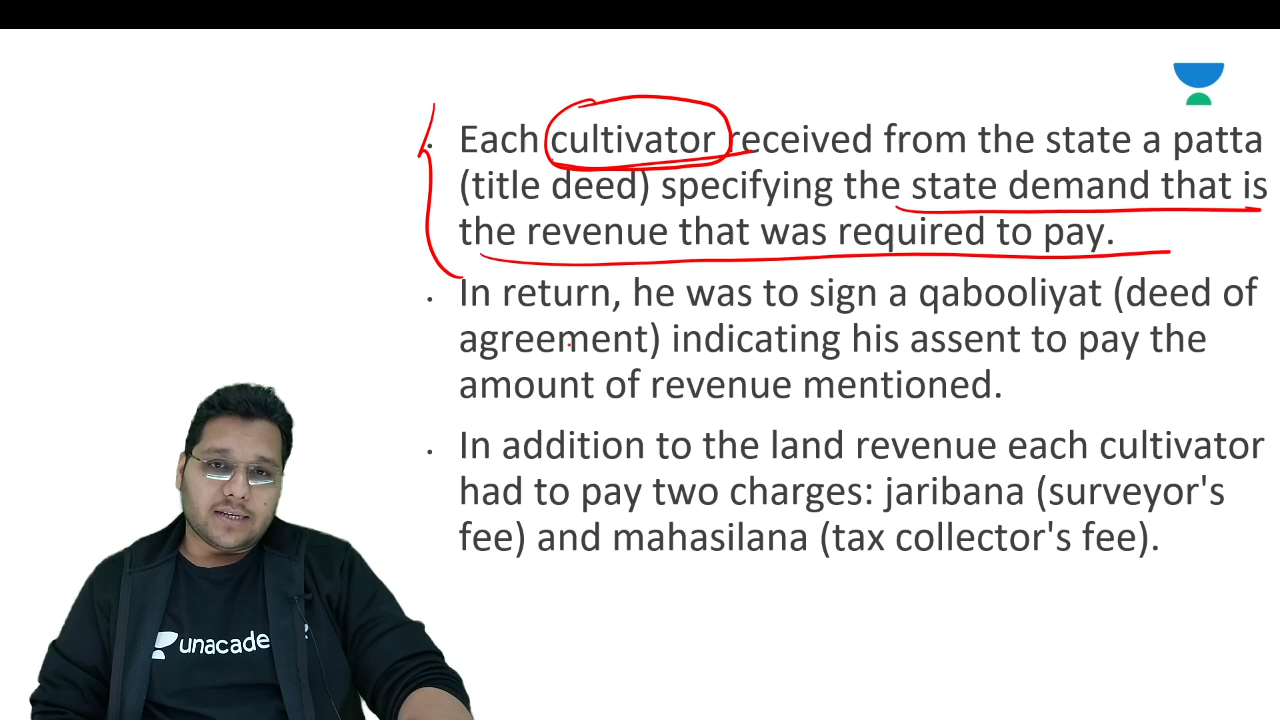 Each cultivator received from the state a patta
(title deed) specifying the state demand that is
the revenue that was required to pay.
In return, he was to sign a qabooliyat (deed of
agreement) indicating his assent to pay the
amount of revenue mentioned.
In addition to the land revenue each cultivator
had to pay two charges: jaribana (surveyor's
fee) and mahasilana (tax collector's fee).
unacade